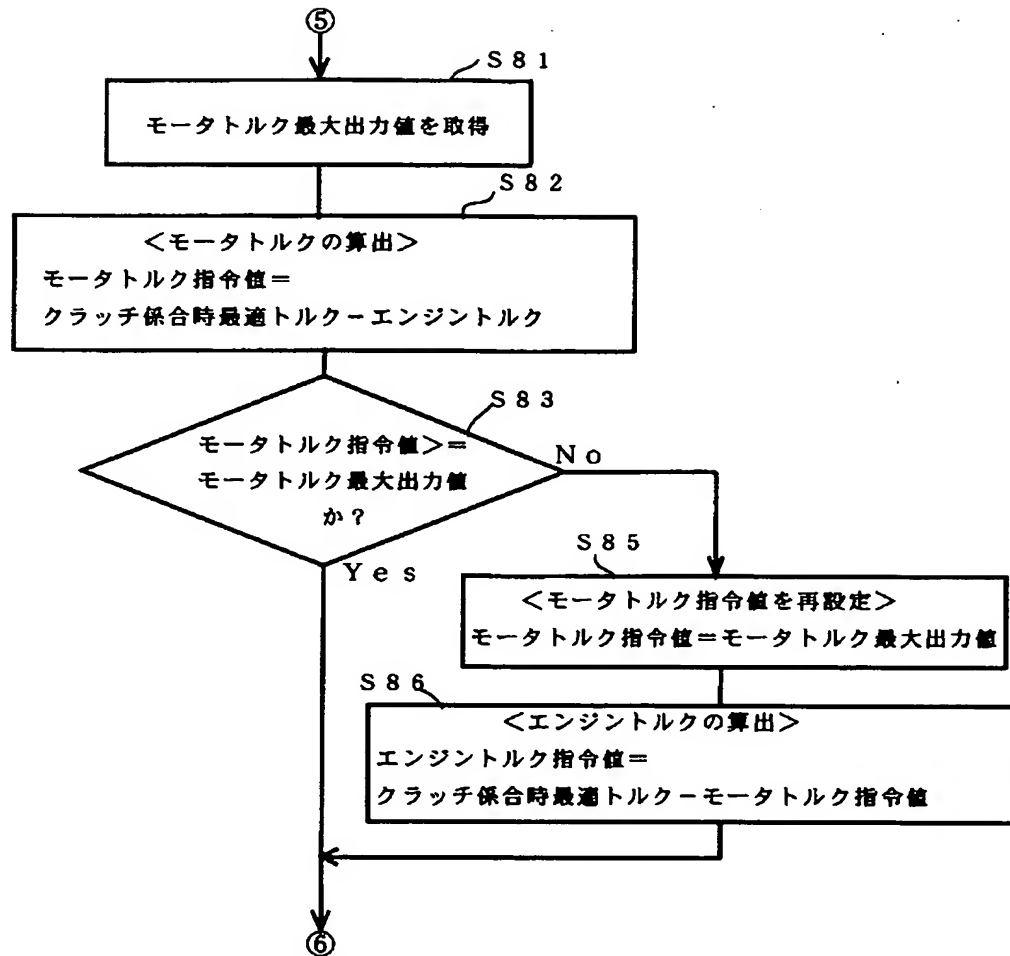 ⑤
S81
モータトルク最大出力値を取得
S82
<モータトルクの算出>
モータトルク指令値=
クラッチ係合時最適トルク-エンジントルク
S83
モータトルク指令値>=
モータトルク最大出力値
か?
No
Yes
S85
<モータトルク指令値を再設定>
モータトルク指令値=モータトルク最大出力値
S86
<エンジントルクの算出>
エンジントルク指令値=
クラッチ係合時最適トルク-モータトルク指令値
⑥